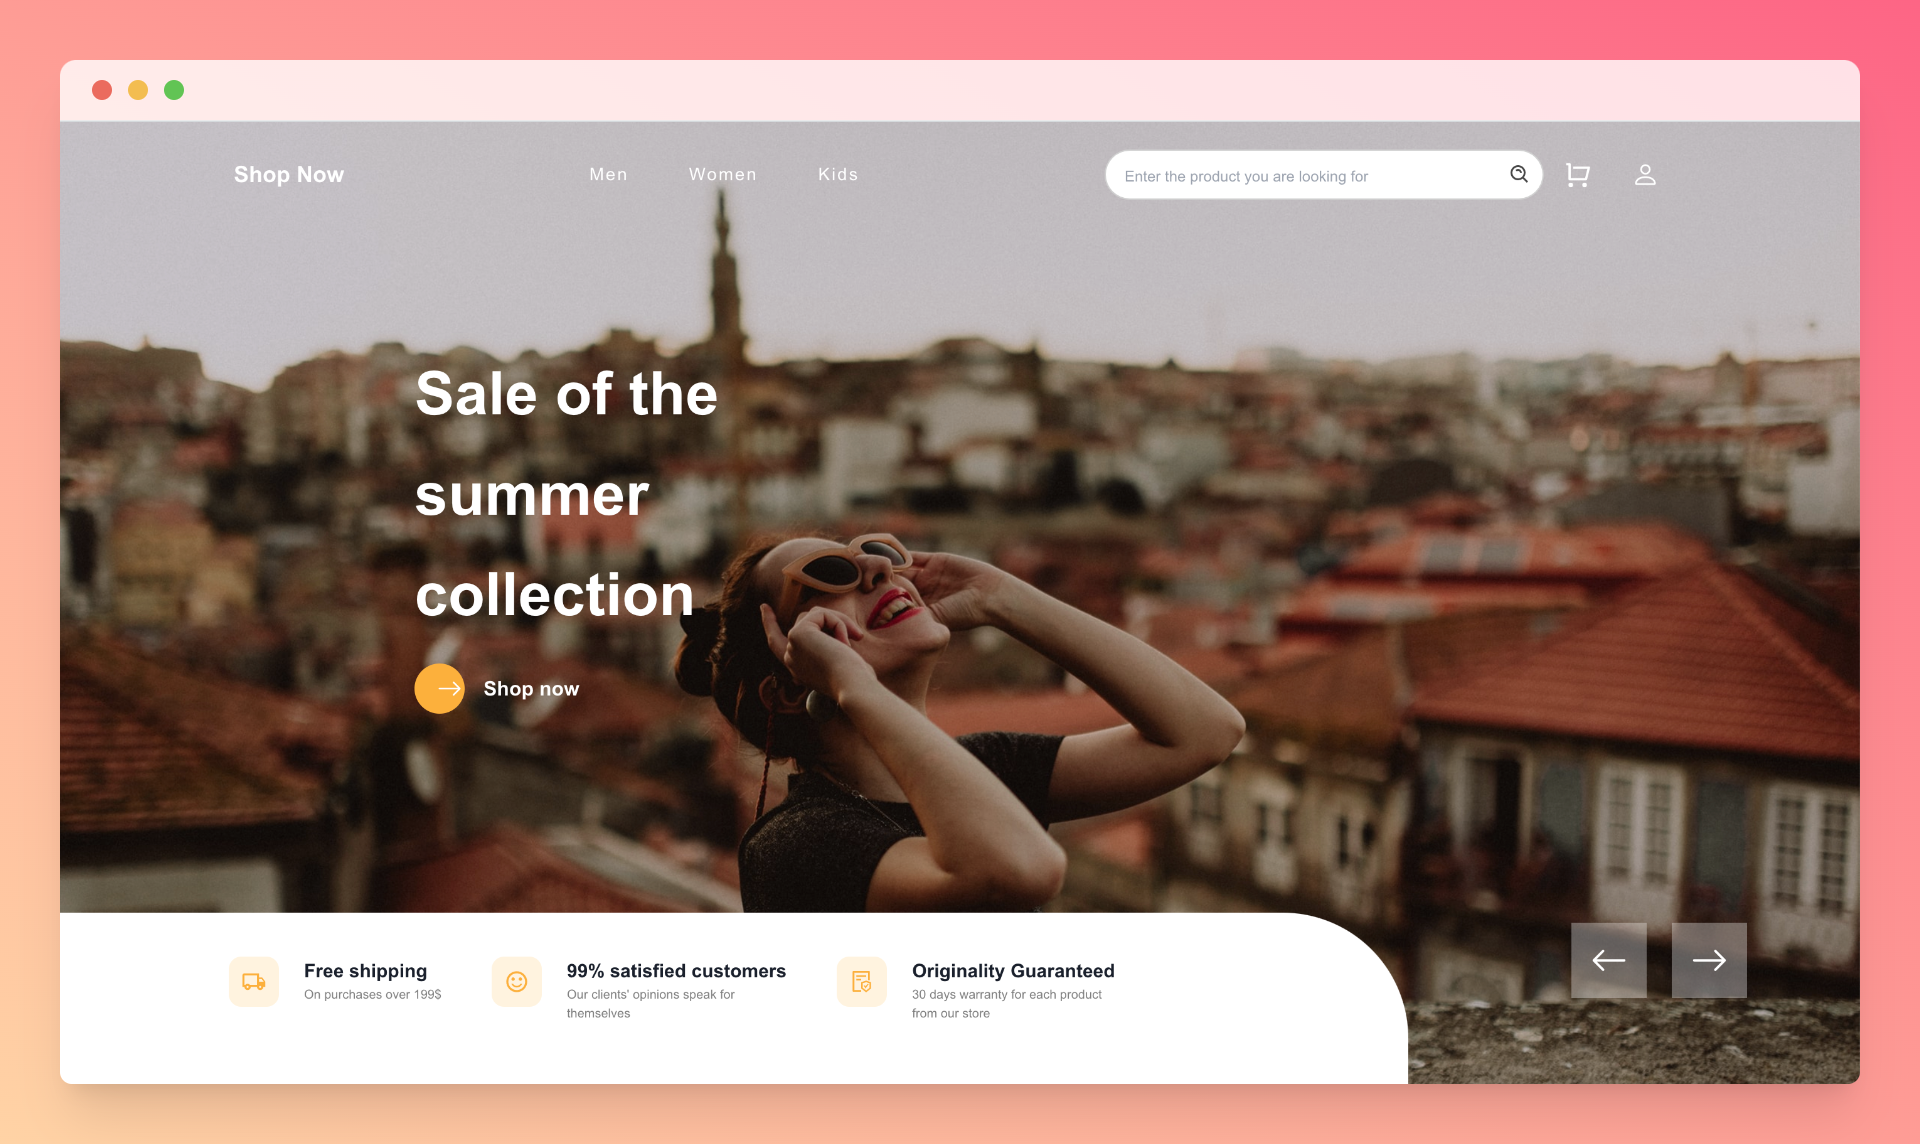 Shop Now
Men
Women
Kids
Enter the product you are looking for
Sale of the
summer
collection
Shop now
Free shipping
On purchases over 199$
99% satisfied customers
Our clients' opinions speak for
themselves
Originality Guaranteed
30 days warranty for each product
from our store